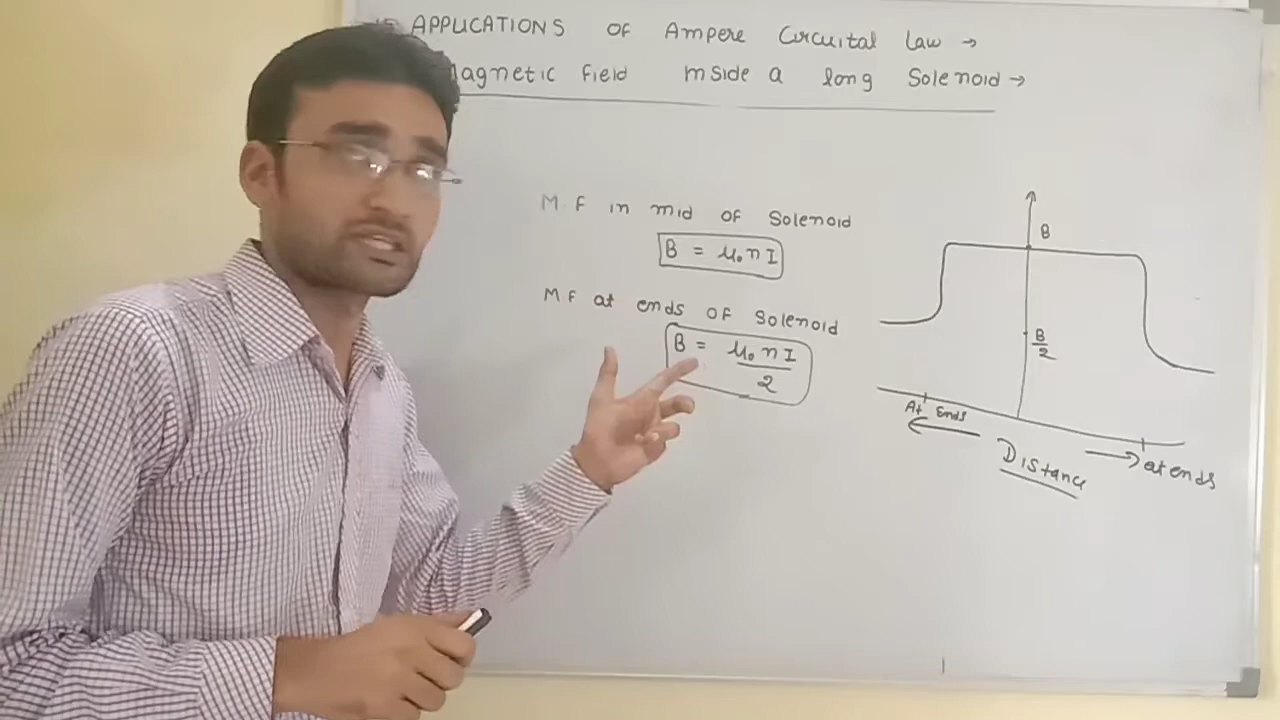 APPLICATIONS OF Ampere Circuital Law →
Magnetic Field Inside a long Solenoid →
M.F in mid OF Solenoid
B = μ₀nI
MF at ends OF Solenoid
B = μ₀nI/2
B
B/2
At Ends
Distance
at ends